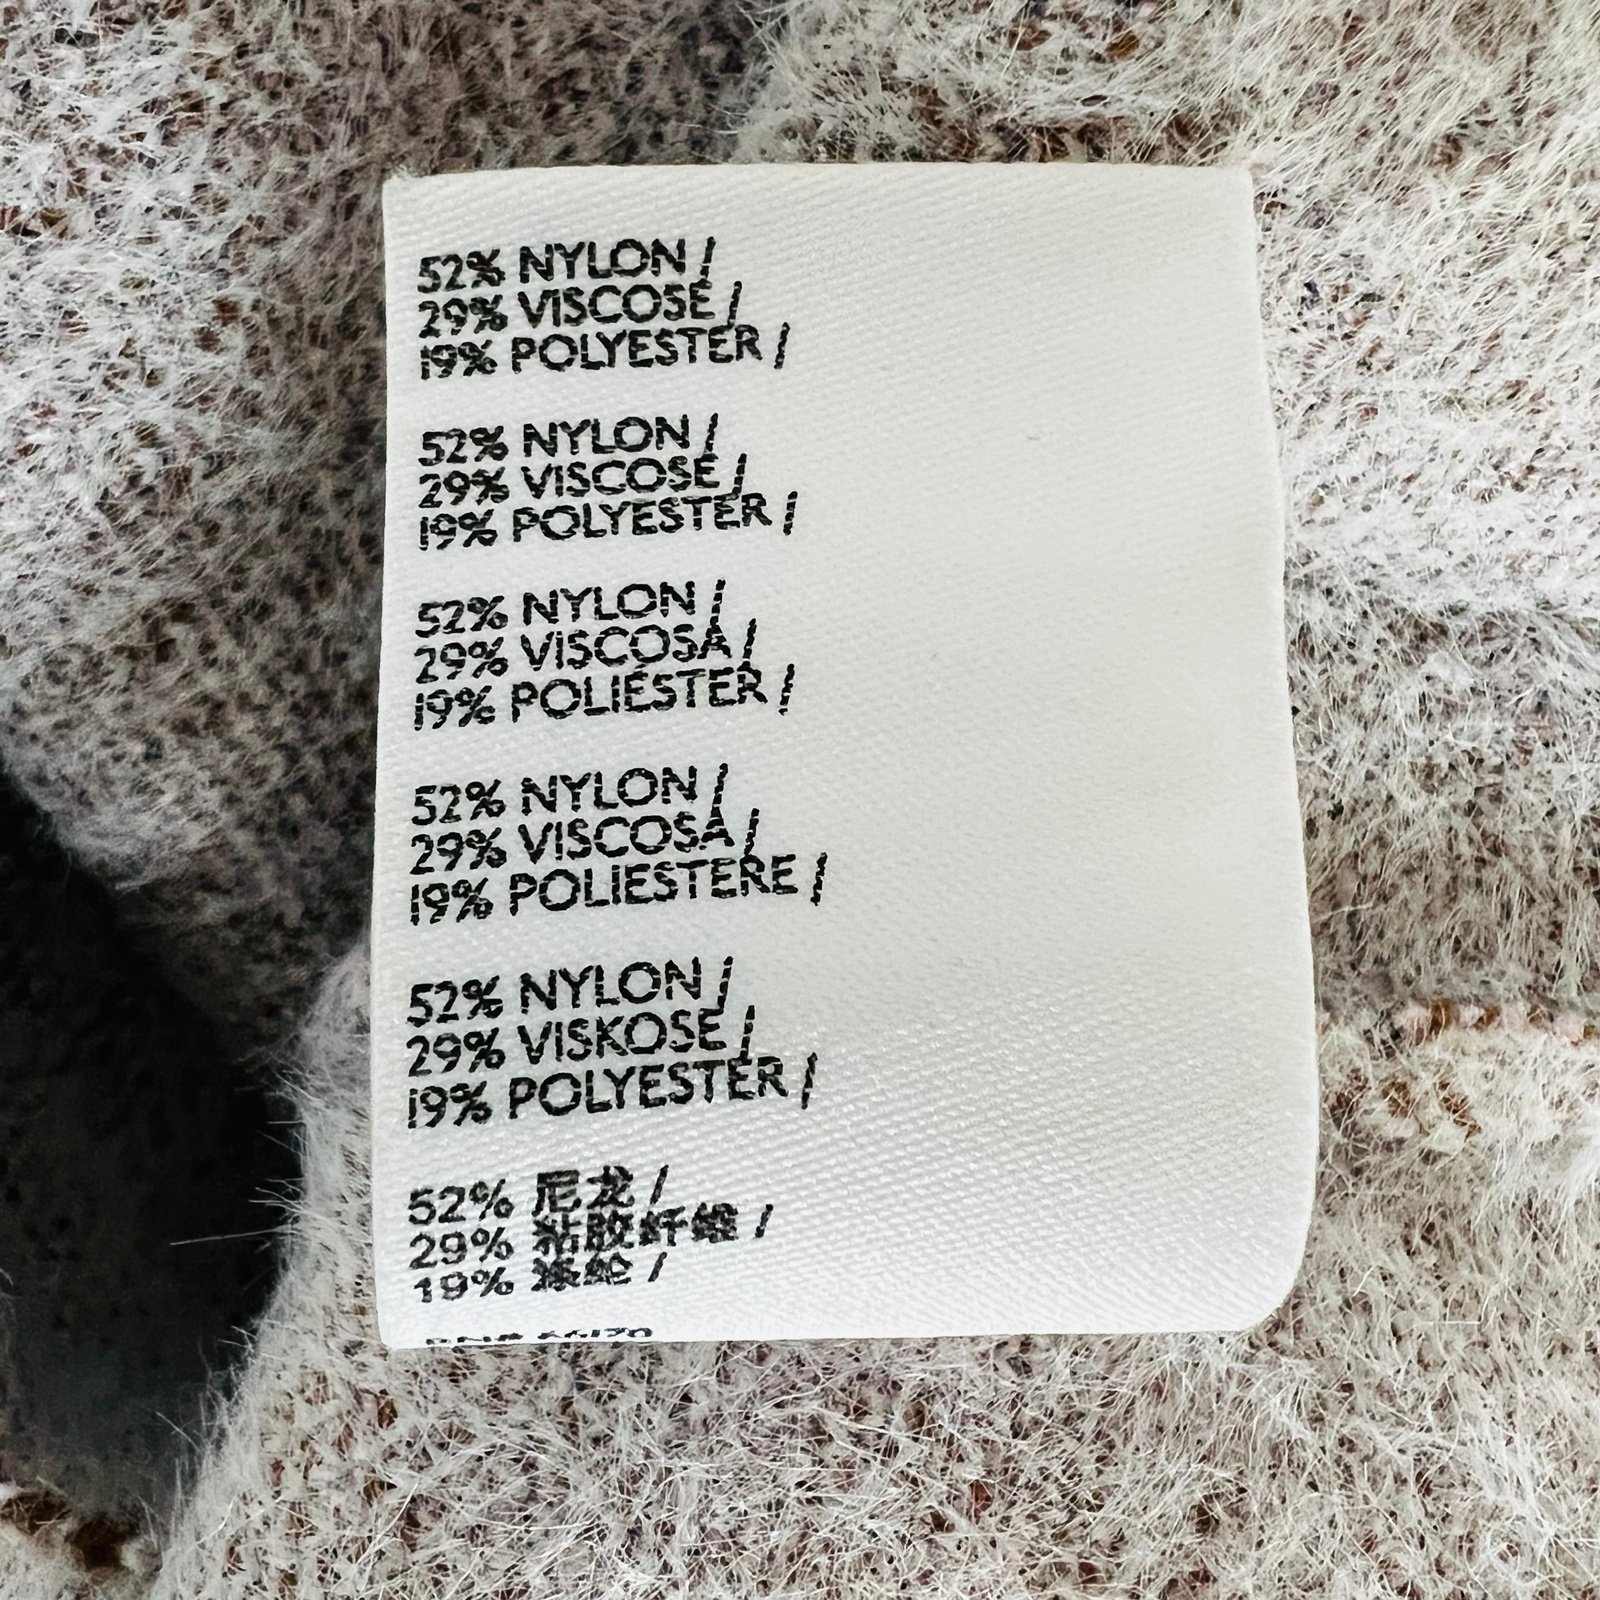 52% NYLON /
29% VISCOSE /
19% POLYESTER /
52% NYLON /
29% VISCOSE /
19% POLYESTER /
52% NYLON /
29% VISCOSA /
19% POLIÉSTER /
52% NYLON /
29% VISCOSA /
19% POLIESTERE /
52% NYLON /
29% VISKOSE /
19% POLYESTER /
52% 尼龙 /
29% 粘胶纤维 /
19% 涤纶 /